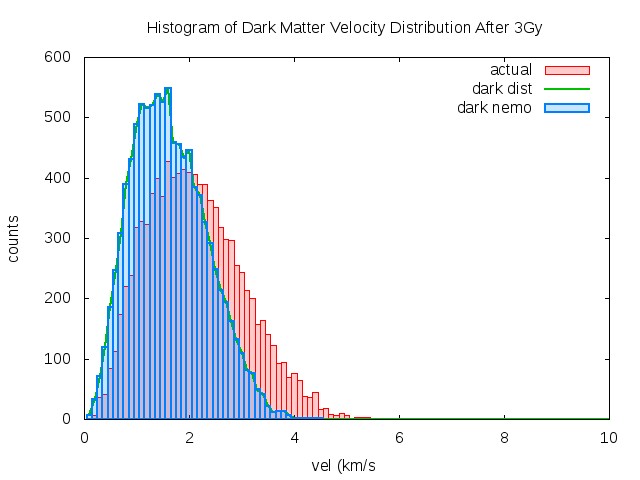 Histogram of Dark Matter Velocity Distribution After 3Gy
600
500
400
300
200
100
0
counts
actual
dark dist
dark nemo
0 2 4 6 8 10
vel (km/s